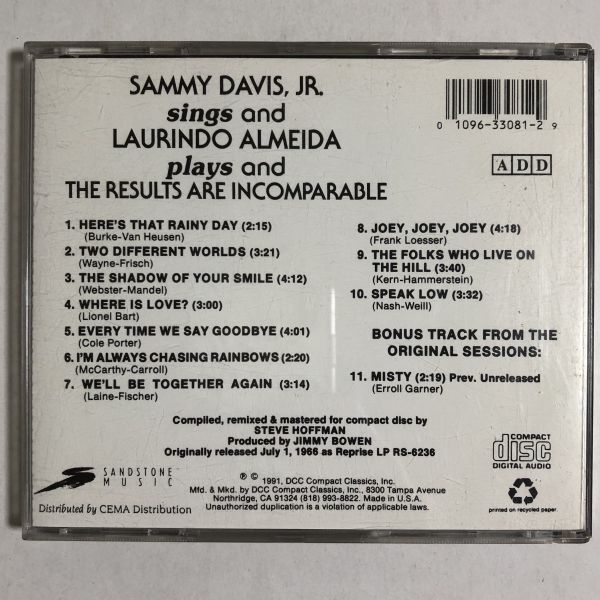 SAMMY DAVIS, JR.
sings and
LAURINDO ALMEIDA
plays and
THE RESULTS ARE INCOMPARABLE
0 1096-33081-2 9
A D D
1. HERE'S THAT RAINY DAY (2:15)
(Burke-Van Heusen)
2. TWO DIFFERENT WORLDS (3:21)
(Wayne-Frisch)
3. THE SHADOW OF YOUR SMILE (4:12)
(Webster-Mandel)
4. WHERE IS LOVE? (3:00)
(Lionel Bart)
5. EVERY TIME WE SAY GOODBYE (4:01)
(Cole Porter)
6. I'M ALWAYS CHASING RAINBOWS (2:20)
(McCarthy-Carroll)
7. WE'LL BE TOGETHER AGAIN (3:14)
(Laine-Fischer)
8. JOEY, JOEY, JOEY (4:18)
(Frank Loesser)
9. THE FOLKS WHO LIVE ON
THE HILL (3:40)
(Kern-Hammerstein)
10. SPEAK LOW (3:32)
(Nash-Weill)
BONUS TRACK FROM THE
ORIGINAL SESSIONS:
11. MISTY (2:19) Prev. Unreleased
(Erroll Garner)
Compiled, remixed & mastered for compact disc by
STEVE HOFFMAN
Produced by JIMMY BOWEN
Originally released July 1, 1966 as Reprise LP RS-6236
SANDSTONE™
MUSIC
Distributed by CEMA Distribution
℗ © 1991, DCC Compact Classics, Inc.
Mfd. & Mkd. by DCC Compact Classics, Inc., 8300 Tampa Avenue
Northridge, CA 91324 (818) 993-8822. Made in U.S.A.
Unauthorized duplication is a violation of applicable laws.
COMPACT
disc
DIGITAL AUDIO
printed on recycled paper